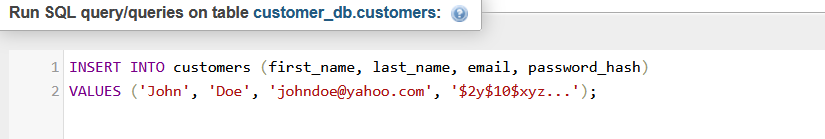 Run SQL query/queries on table customer_db.customers:
1 INSERT INTO customers (first_name, last_name, email, password_hash)
2 VALUES ('John', 'Doe', 'johndoe@yahoo.com', '$2y$10$xyz...');